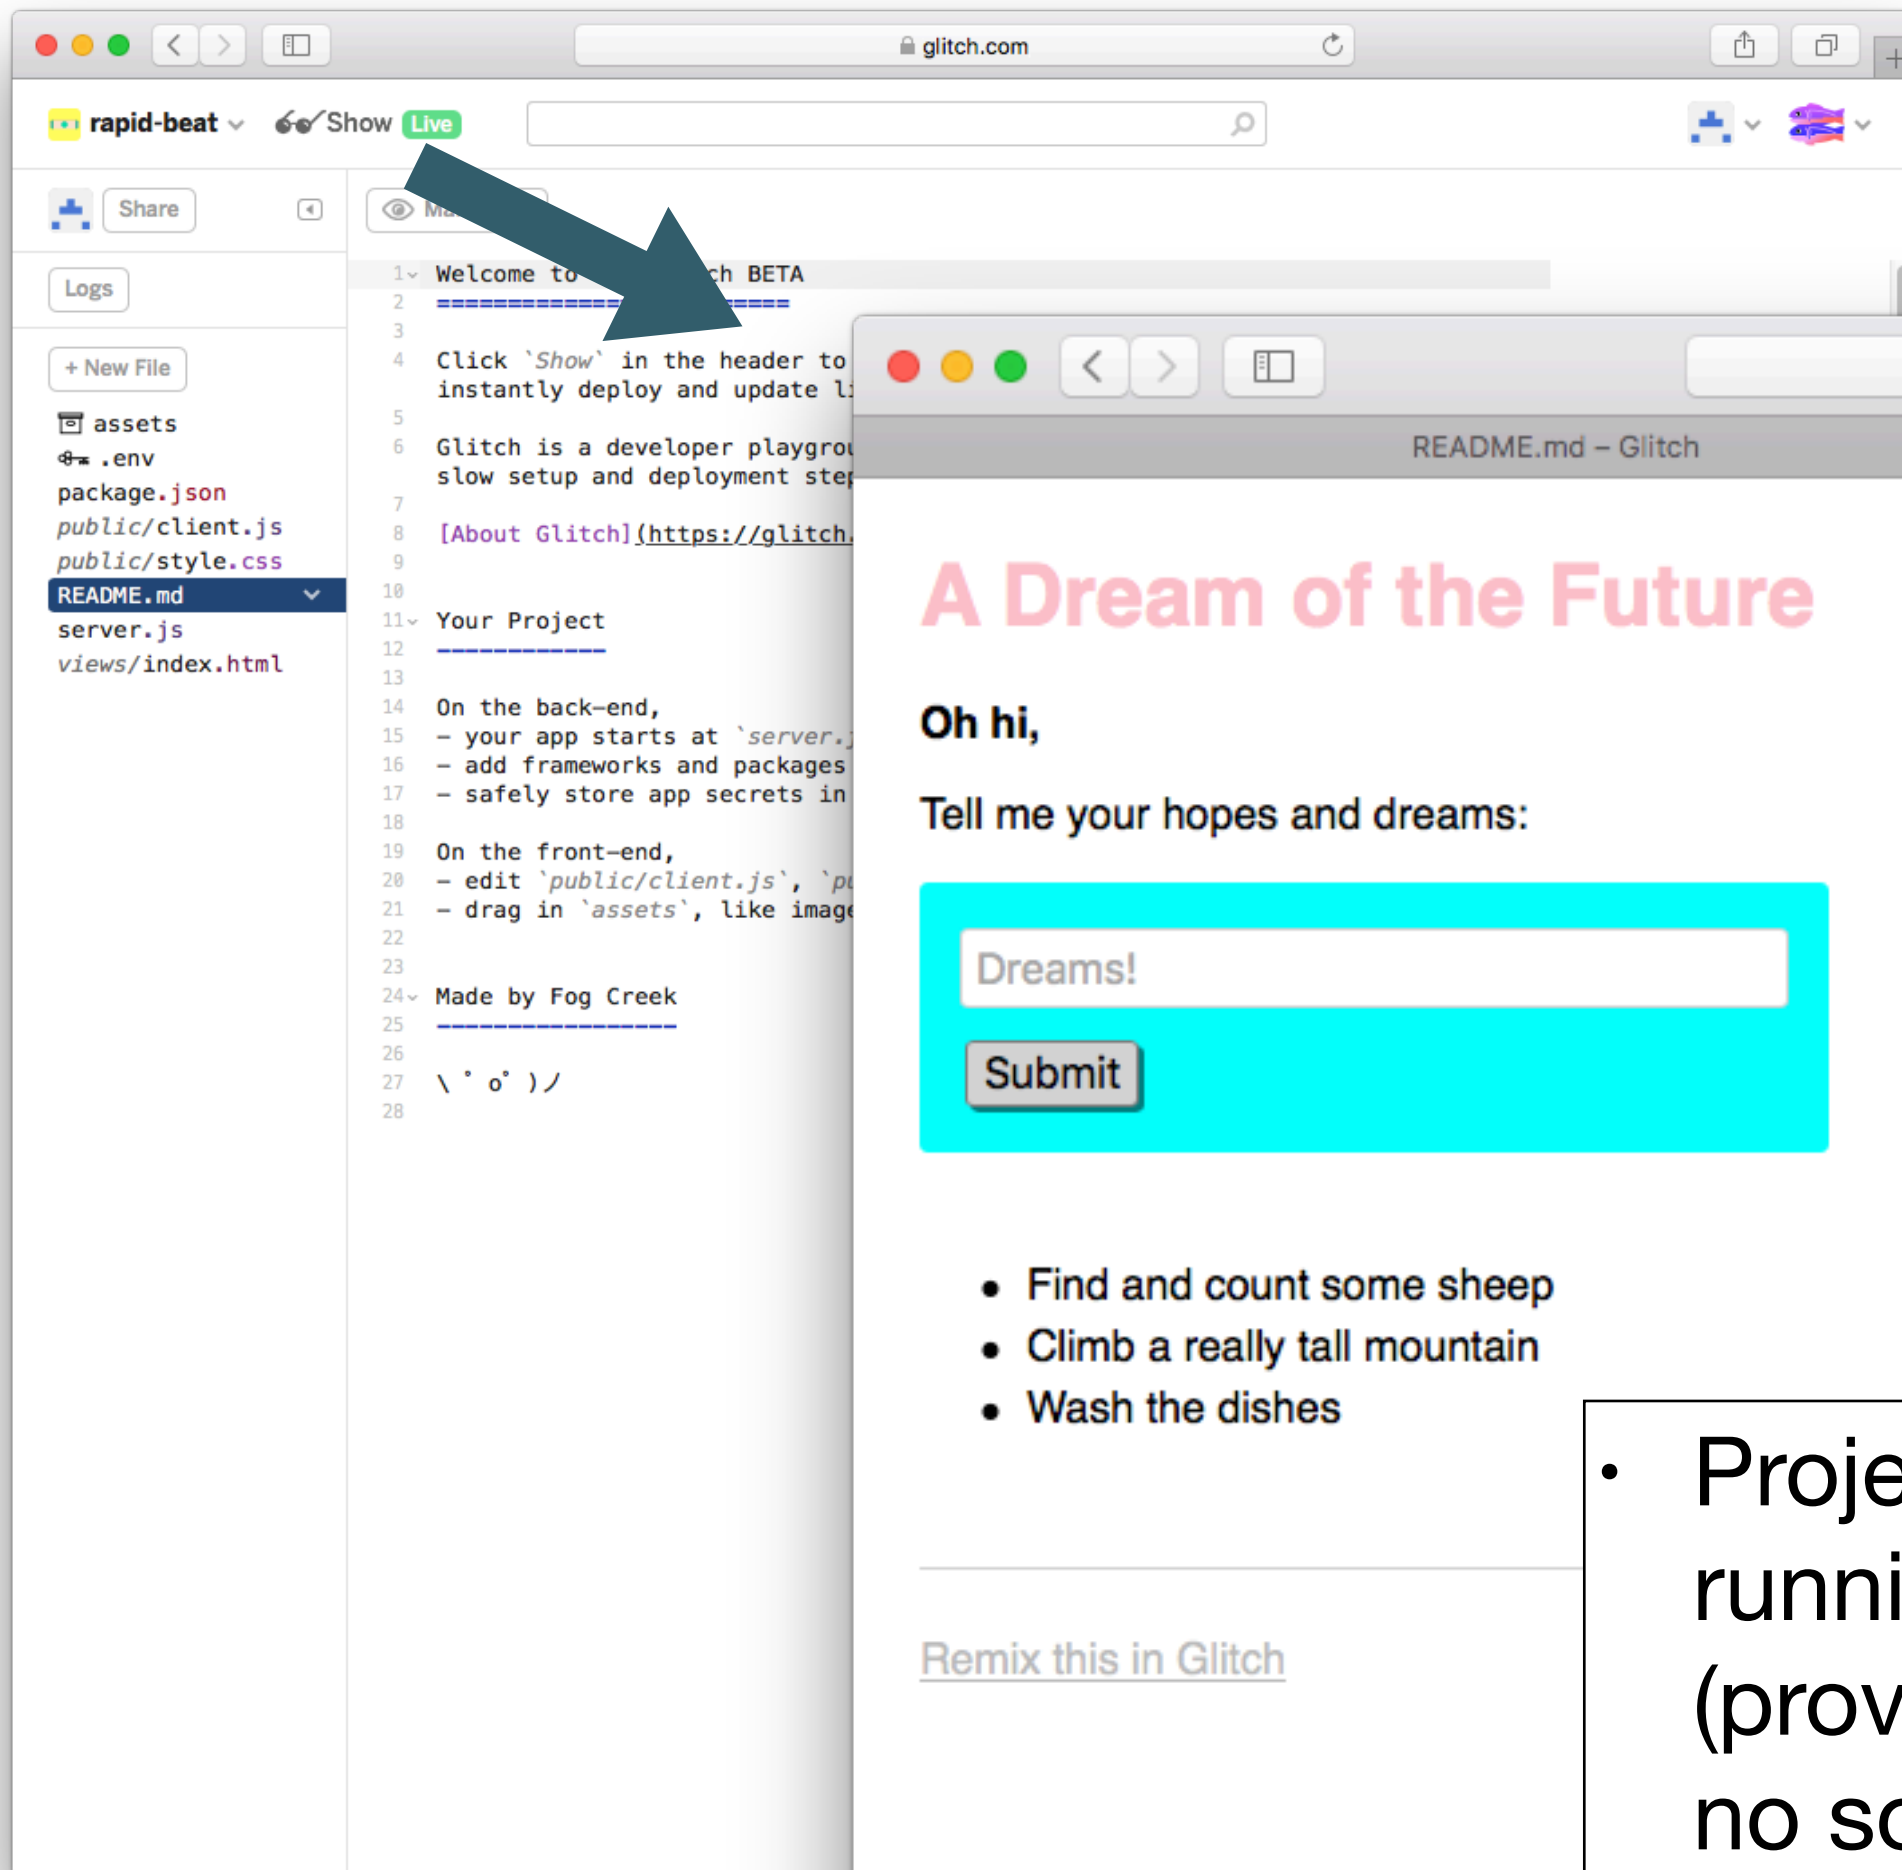 glitch.com
rapid-beat Show Live
Share
Logs
+ New File
assets
.env
package.json
public/client.js
public/style.css
README.md
server.js
views/index.html
1 Welcome to ch BETA
2 =========================
3
4 Click `Show` in the header to
instantly deploy and update
5
6 Glitch is a developer
slow setup and deployment
7
8 [About Glitch](https://glitch.
9
10
11 Your Project
12 ------------
13
14 On the back-end,
15 - your app starts at `server.
16 - add frameworks and packages
17 - safely store app secrets in
18
19 On the front-end,
20 - edit `public/client.js`,
21 - drag in `assets`, like
22
23
24 Made by Fog Creek
25 -----------------
26
27 \ ゜o゜)ノ
28
README.md – Glitch
A Dream of the Future
Oh hi,
Tell me your hopes and dreams:
Dreams!
Submit
• Find and count some sheep
• Climb a really tall mountain
• Wash the dishes
Remix this in Glitch
• Proje
runni
(prov
no so